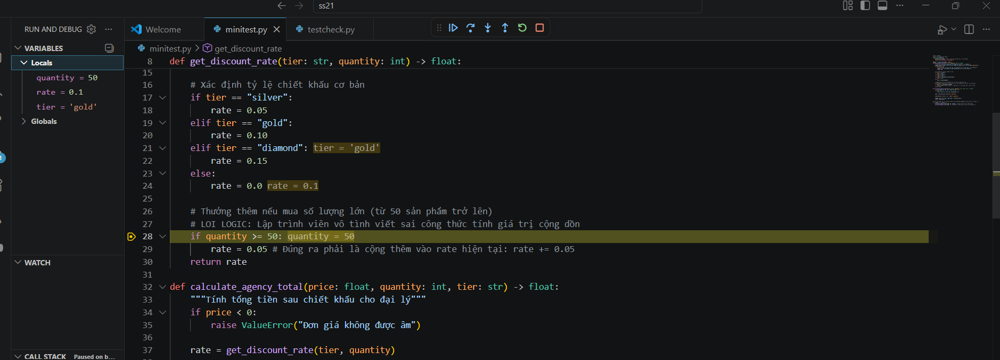 ss21
RUN AND DEBUG
Welcome
minitest.py
testcheck.py
VARIABLES
Locals
quantity = 50
rate = 0.1
tier = 'gold'
Globals
WATCH
CALL STACK Paused on b...
minitest.py > get_discount_rate
8 def get_discount_rate(tier: str, quantity: int) -> float:
15
16 # Xác định tỷ lệ chiết khấu cơ bản
17 if tier == "silver":
18 rate = 0.05
19 elif tier == "gold":
20 rate = 0.10
21 elif tier == "diamond": tier = 'gold'
22 rate = 0.15
23 else:
24 rate = 0.0 rate = 0.1
25
26 # Thưởng thêm nếu mua số lượng lớn (từ 50 sản phẩm trở lên)
27 # LOI LOGIC: Lập trình viên vô tình viết sai công thức tính giá trị cộng dồn
28 if quantity >= 50: quantity = 50
29 rate = 0.05 # Đúng ra phải là cộng thêm vào rate hiện tại: rate += 0.05
30 return rate
31
32 def calculate_agency_total(price: float, quantity: int, tier: str) -> float:
33 """Tính tổng tiền sau chiết khấu cho đại lý"""
34 if price < 0:
35 raise ValueError("Đơn giá không được âm")
36
37 rate = get_discount_rate(tier, quantity)